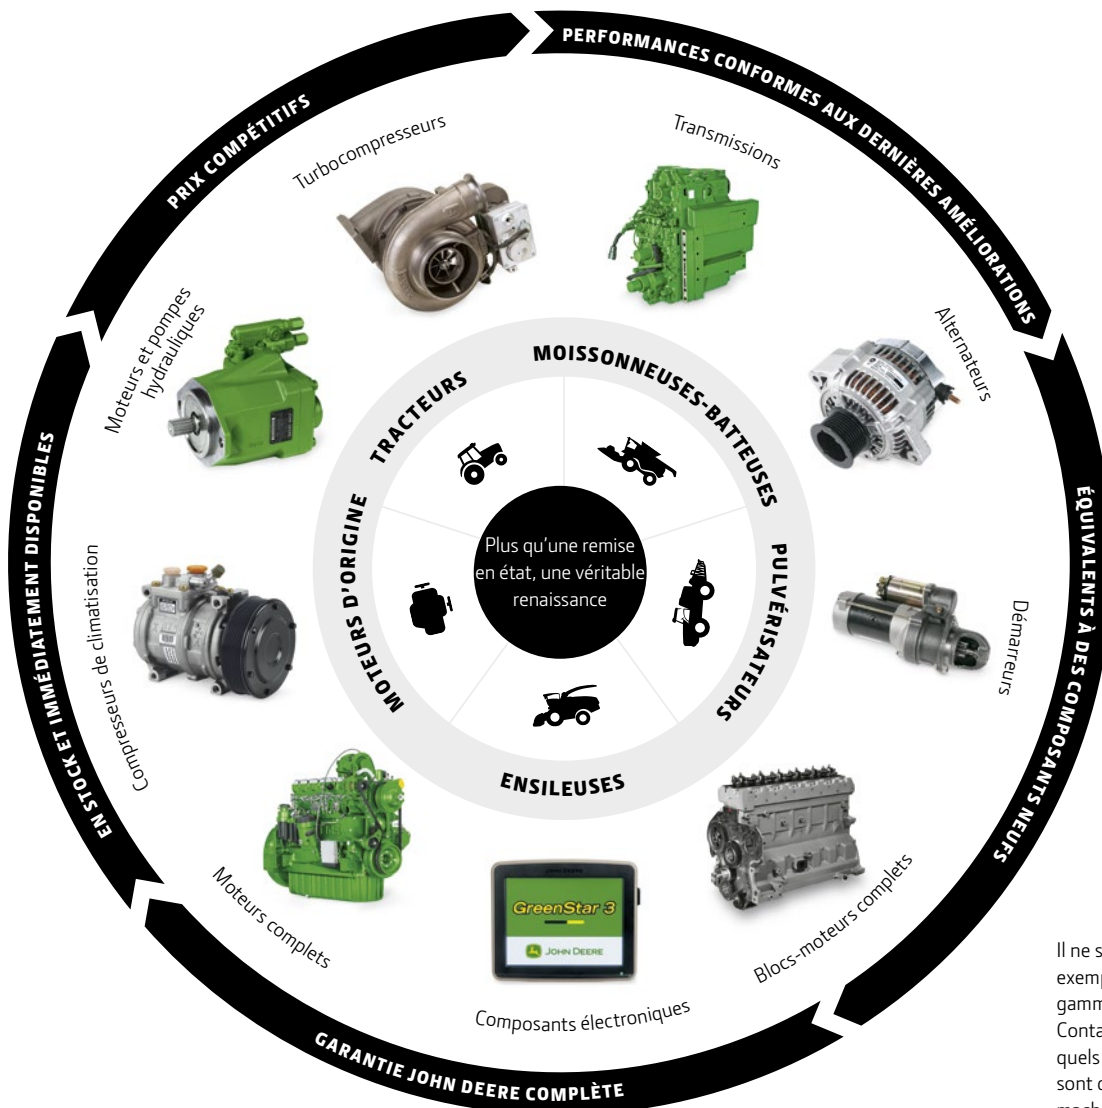 PERFORMANCES CONFORMES AUX DERNIÈRES AMÉLIORATIONS
PRIX COMPÉTITIFS
Turbocompresseurs
Transmissions
Moteurs et pompes
hydrauliques
Alternateurs
MOISSONNEUSES-BATTEUSES
TRACTEURS
MOTEURS D'ORIGINE
PULVÉRISATEURS
ENSILEUSES
Plus qu'une remise
en état, une véritable
renaissance
EN STOCK ET IMMÉDIATEMENT DISPONIBLES
ÉQUIVALENTS À DES COMPOSANTS NEUFS
Compresseurs de climatisation
Démarreurs
Moteurs complets
JOHN DEERE
GreenStar 3
JOHN DEERE
Blocs-moteurs complets
Composants électroniques
GARANTIE JOHN DEERE COMPLÈTE
Il ne s
exemp
gamm
Conta
quels
sont d